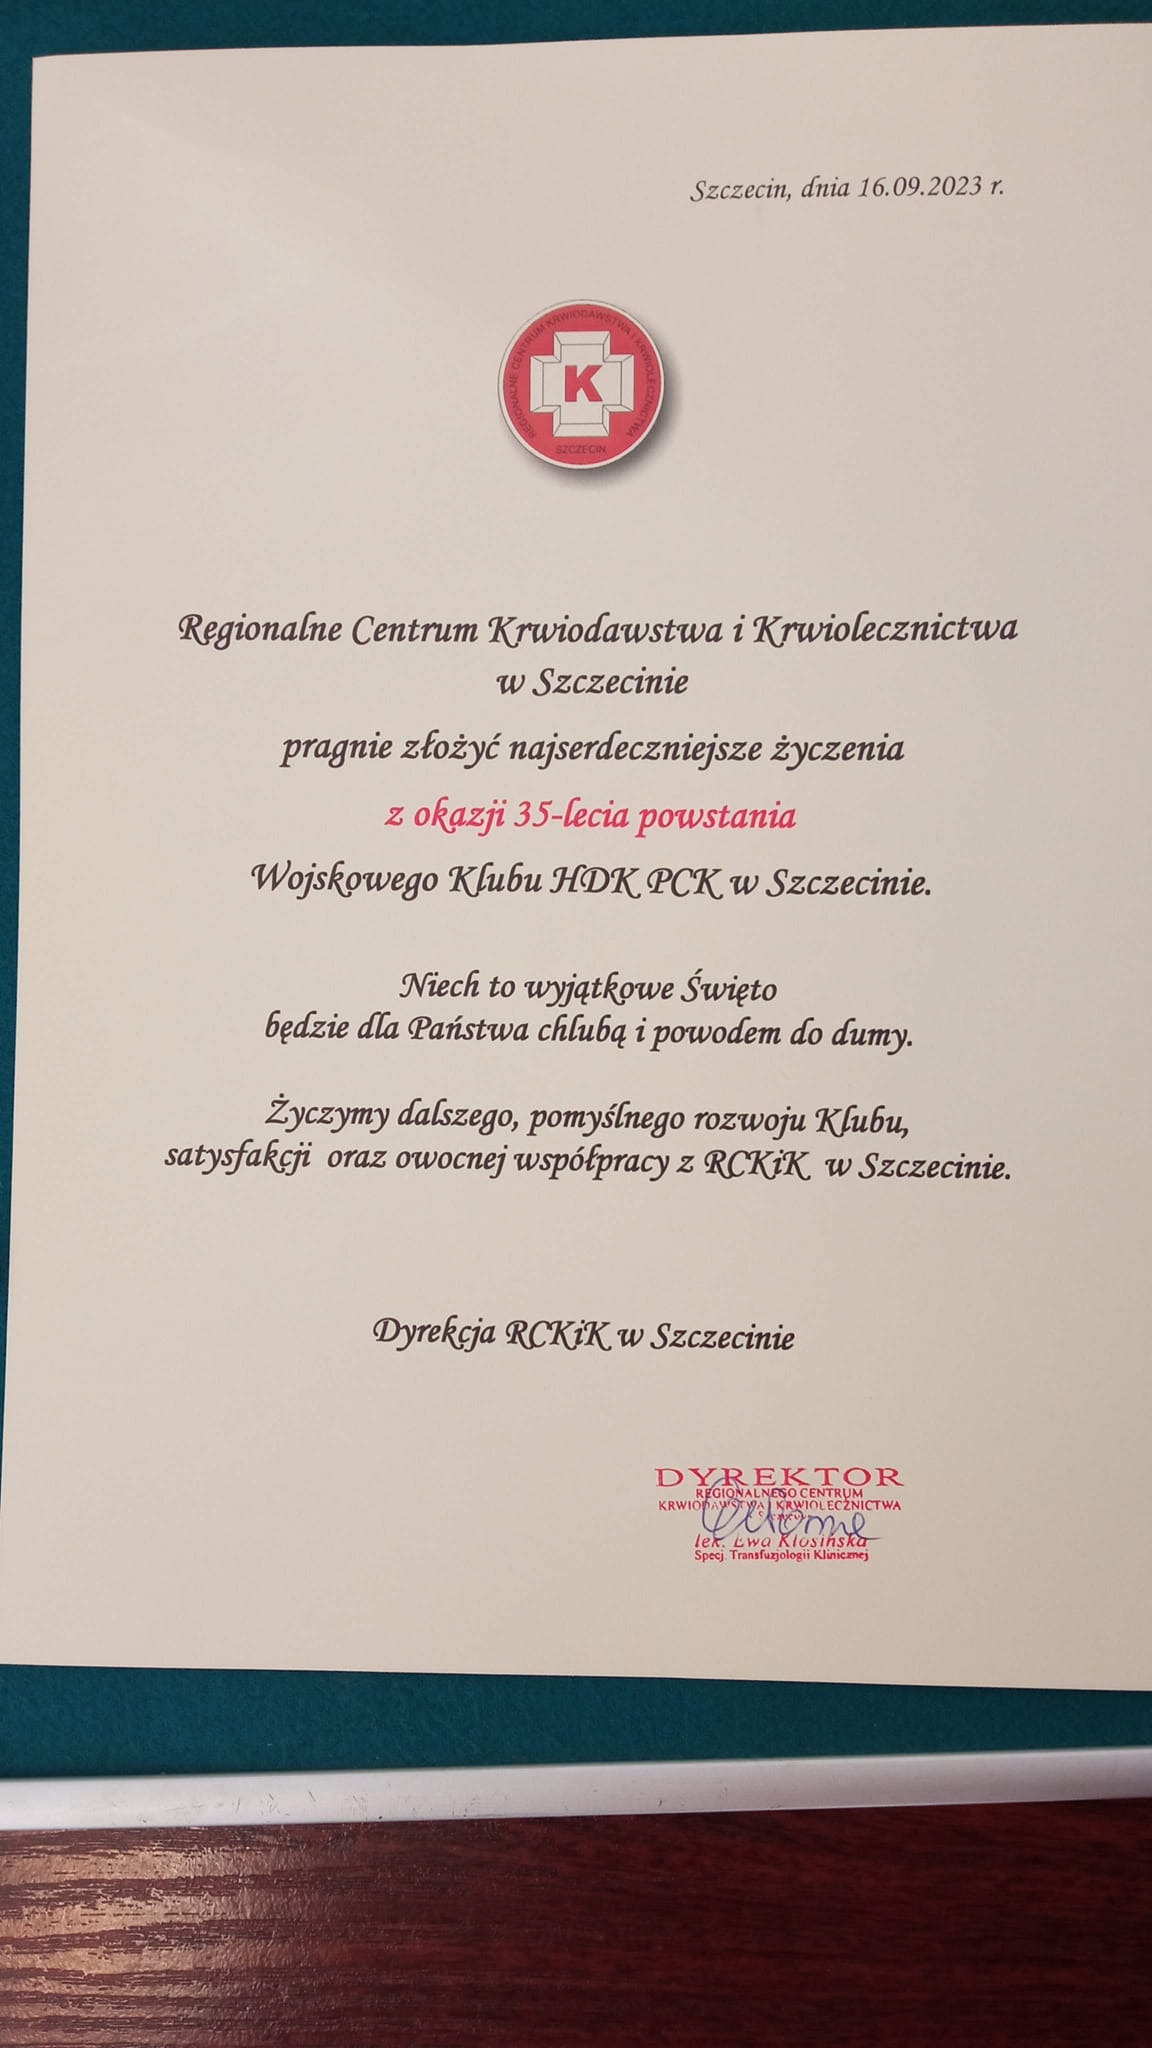 Szczecin, dnia 16.09.2023 r.
REGIONALNE CENTRUM KRWIODAWSTWA I KRWIOLECZNICTWA
K
SZCZECIN
Regionalne Centrum Krwiodawstwa i Krwiolecznictwa
w Szczecinie
pragnie złożyć najserdeczniejsze życzenia
z okazji 35-lecia powstania
Wojskowego Klubu HDK PCK w Szczecinie.
Niech to wyjątkowe Święto
będzie dla Państwa chlubą i powodem do dumy.
Życzymy dalszego, pomyślnego rozwoju Klubu,
satysfakcji oraz owocnej współpracy z RCKiK w Szczecinie.
Dyrekcja RCKiK w Szczecinie
DYREKTOR
REGIONALNEGO CENTRUM
KRWIODAWSTWA I KRWIOLECZNICTWA
lek. Ewa Kłosińska
Specj. Transfuzjologii Klinicznej